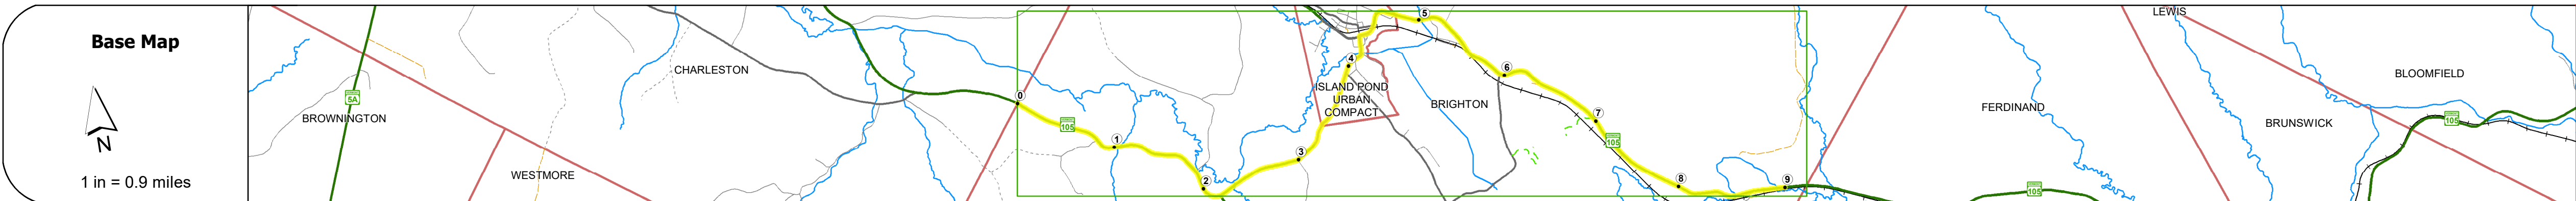 Base Map
N
1 in = 0.9 miles
5A
BROWNINGTON
WESTMORE
CHARLESTON
0
105
1
2
3
4
ISLAND POND
URBAN
COMPACT
5
BRIGHTON
6
7
105
8
9
LEWIS
FERDINAND
105
BRUNSWICK
BLOOMFIELD
105